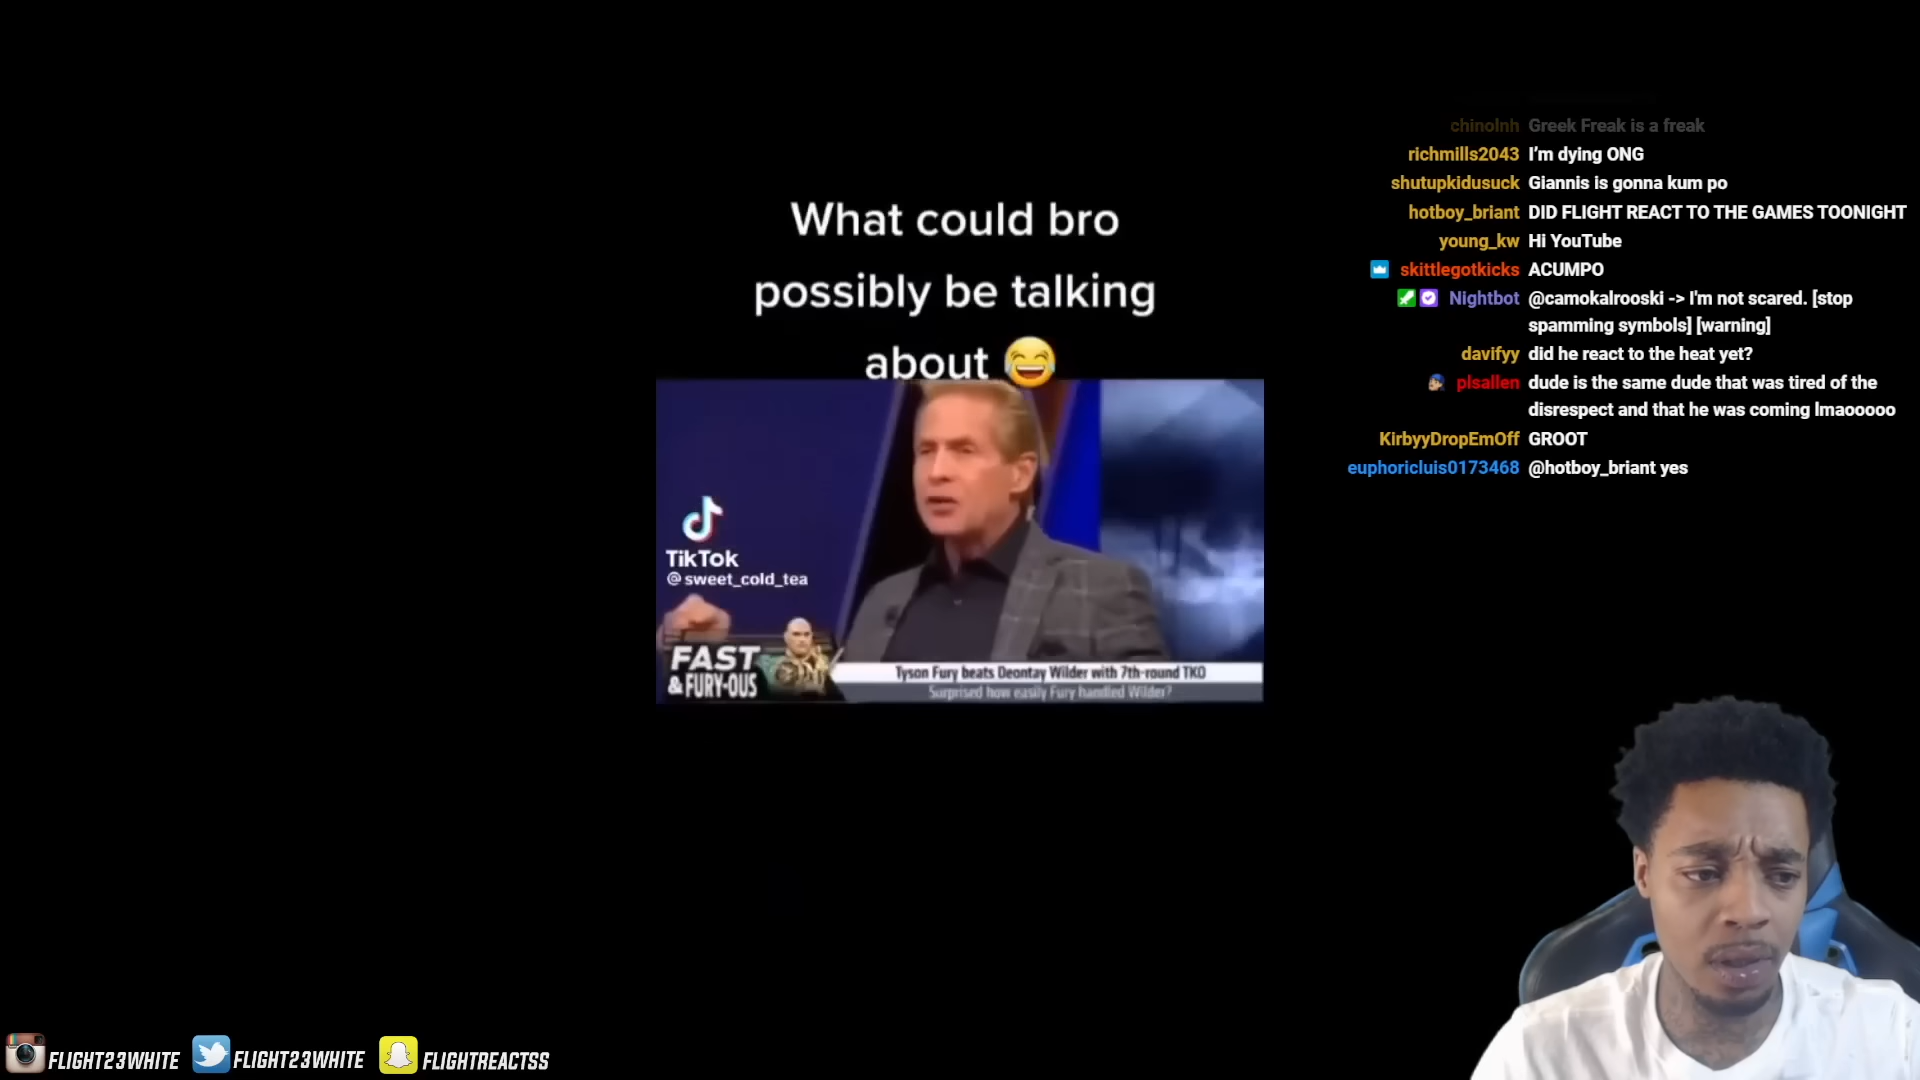 What could bro
possibly be talking
about 😂
TikTok
@sweet_cold_tea
FAST
& FURY-OUS
Tyson Fury beats Deontay Wilder with 7th-round TKO
Surprised how easily Fury handled Wilder?
chinolnh Greek Freak is a freak
richmills2043 I'm dying ONG
shutupkidusuck Giannis is gonna kum po
hotboy_briant DID FLIGHT REACT TO THE GAMES TOONIGHT
young_kw Hi YouTube
skittlegotkicks ACUMPO
Nightbot @camokalrooski -> I'm not scared. [stop
spamming symbols] [warning]
davifyy did he react to the heat yet?
plsallen dude is the same dude that was tired of the
disrespect and that he was coming lmaooooo
KirbyyDropEmOff GROOT
euphoricluis0173468 @hotboy_briant yes
FLIGHT23WHITE FLIGHT23WHITE FLIGHTREACTSS